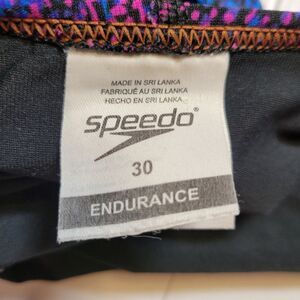 MADE IN SRI LANKA
FABRIQUÉ AU SRI LANKA
HECHO EN SRI LANKA
speedo®
30
ENDURANCE